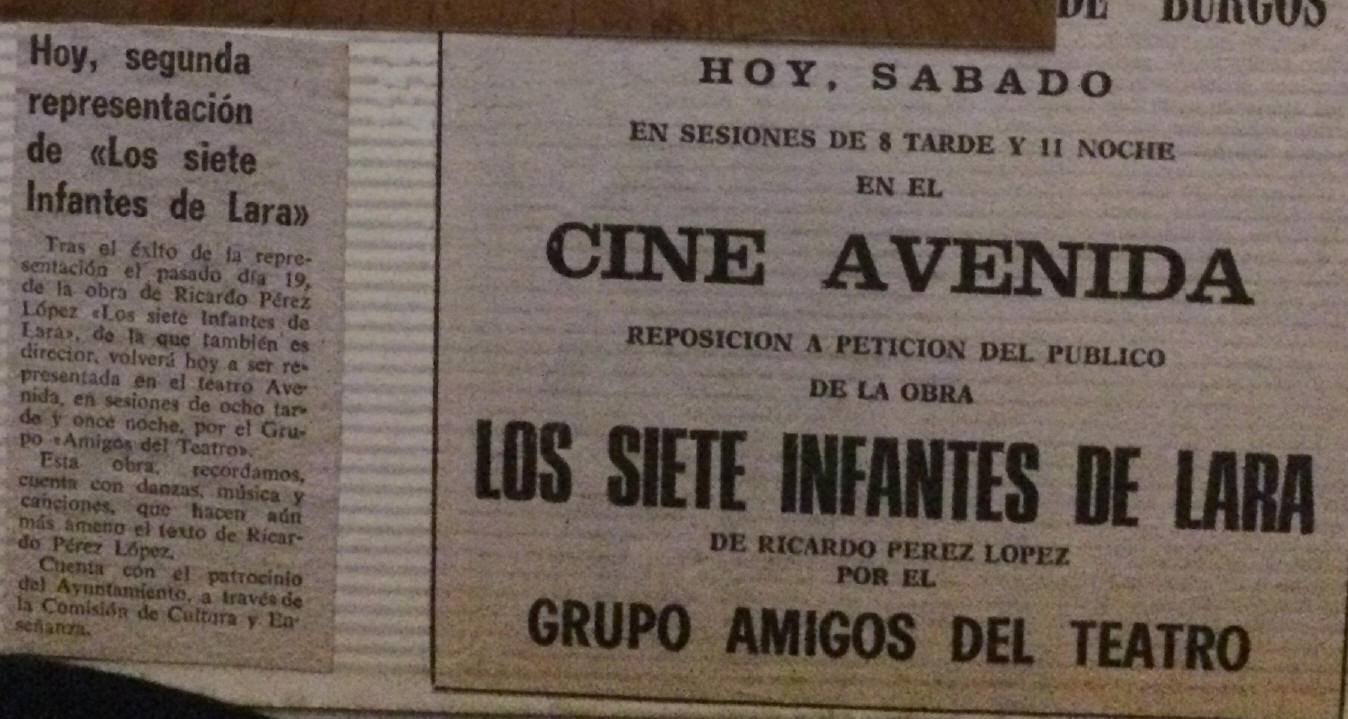 Hoy, segunda
representación
de «Los siete
Infantes de Lara»
Tras el éxito de la repre-
sentación el pasado día 19,
de la obra de Ricardo Pérez
López «Los siete Infantes de
Lara», de la que también es
director, volverá hoy a ser re-
presentada en el teatro Ave-
nida, en sesiones de ocho tar-
de y once noche, por el Gru-
po «Amigos del Teatro».
Esta obra, recordamos,
cuenta con danzas, música y
canciones, que hacen aún
más ameno el texto de Ricar-
do Pérez López.
Cuenta con el patrocinio
del Ayuntamiento, a través de
la Comisión de Cultura y En-
señanza.
DE BURGOS
HOY, SABADO
EN SESIONES DE 8 TARDE Y 11 NOCHE
EN EL
CINE AVENIDA
REPOSICION A PETICION DEL PUBLICO
DE LA OBRA
LOS SIETE INFANTES DE LARA
DE RICARDO PEREZ LOPEZ
POR EL
GRUPO AMIGOS DEL TEATRO